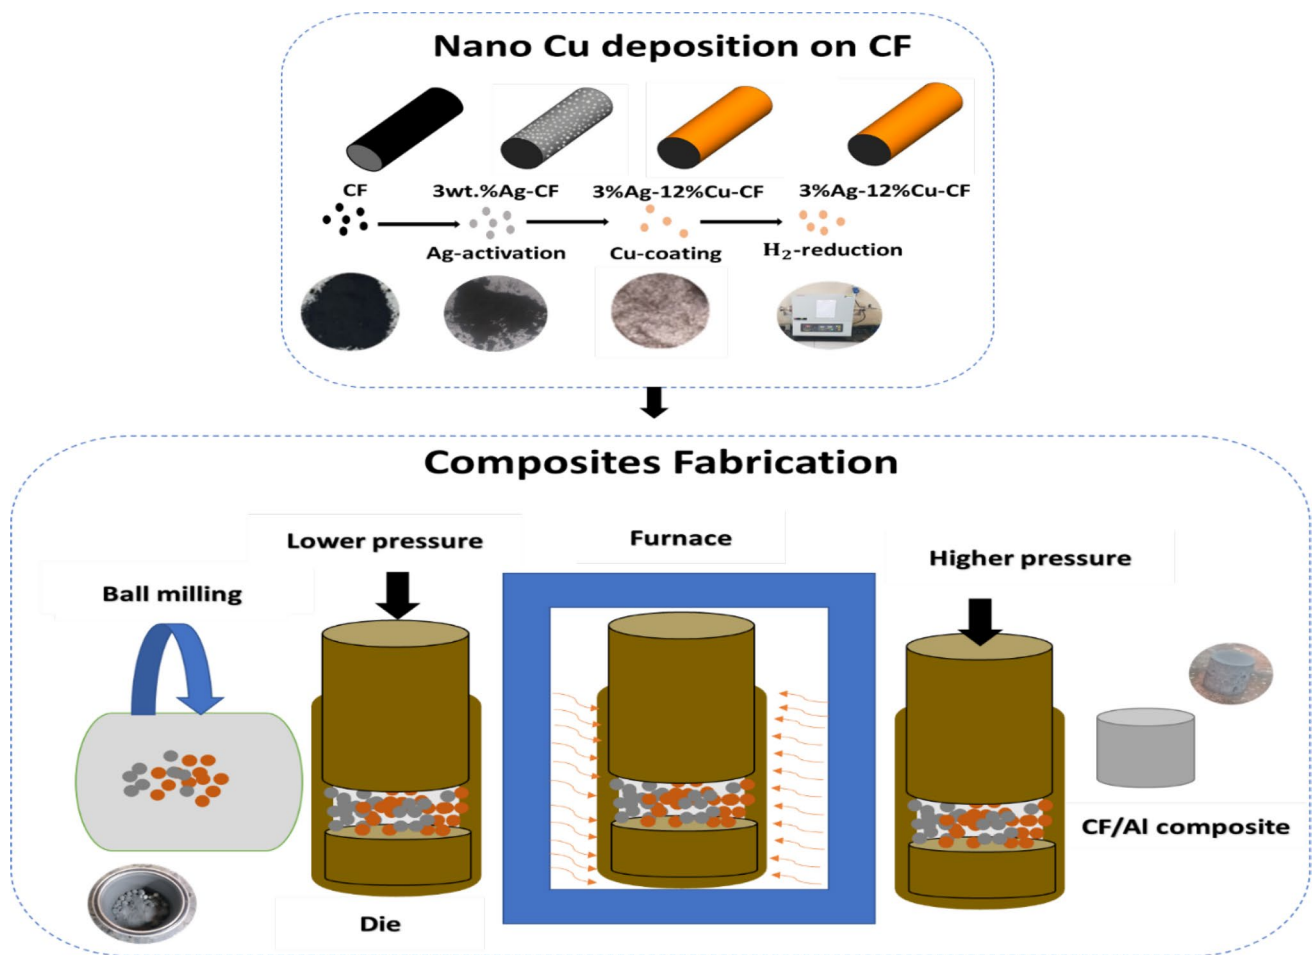 Nano Cu deposition on CF
CF
3wt.%Ag-CF
3%Ag-12%Cu-CF
3%Ag-12%Cu-CF
Ag-activation
Cu-coating
H₂-reduction
Composites Fabrication
Ball milling
Lower pressure
Furnace
Higher pressure
Die
CF/Al composite